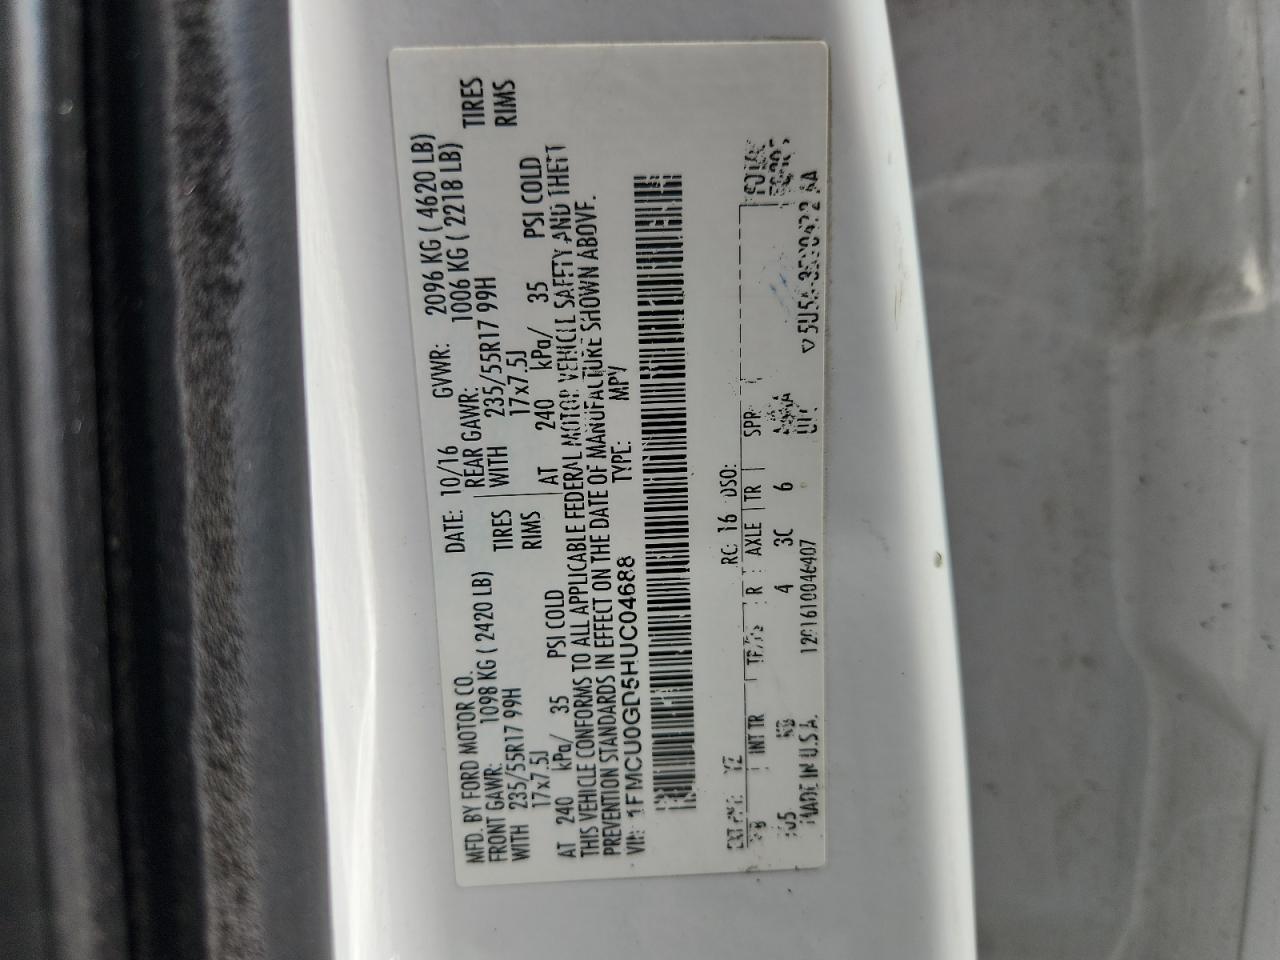 MFD. BY FORD MOTOR CO.
DATE: 10/16 GVWR: 2096 KG ( 4620 LB)
FRONT GAWR: 1098 KG ( 2420 LB) REAR GAWR: 1006 KG ( 2218 LB)
WITH 235/55R17 99H TIRES WITH 235/55R17 99H TIRES
17x7.5J RIMS 17x7.5J RIMS
AT 240 kPa/ 35 PSI COLD AT 240 kPa/ 35 PSI COLD
THIS VEHICLE CONFORMS TO ALL APPLICABLE FEDERAL MOTOR VEHICLE SAFETY AND THEFT
PREVENTION STANDARDS IN EFFECT ON THE DATE OF MANUFACTURE SHOWN ABOVE.
VIN: 1FMCU0GD5HUC04688 TYPE: MPV
YZ RC: 16 DSO:
INT TR R AXLE TR SPR
4 3C 6
MADE IN U.S.A.